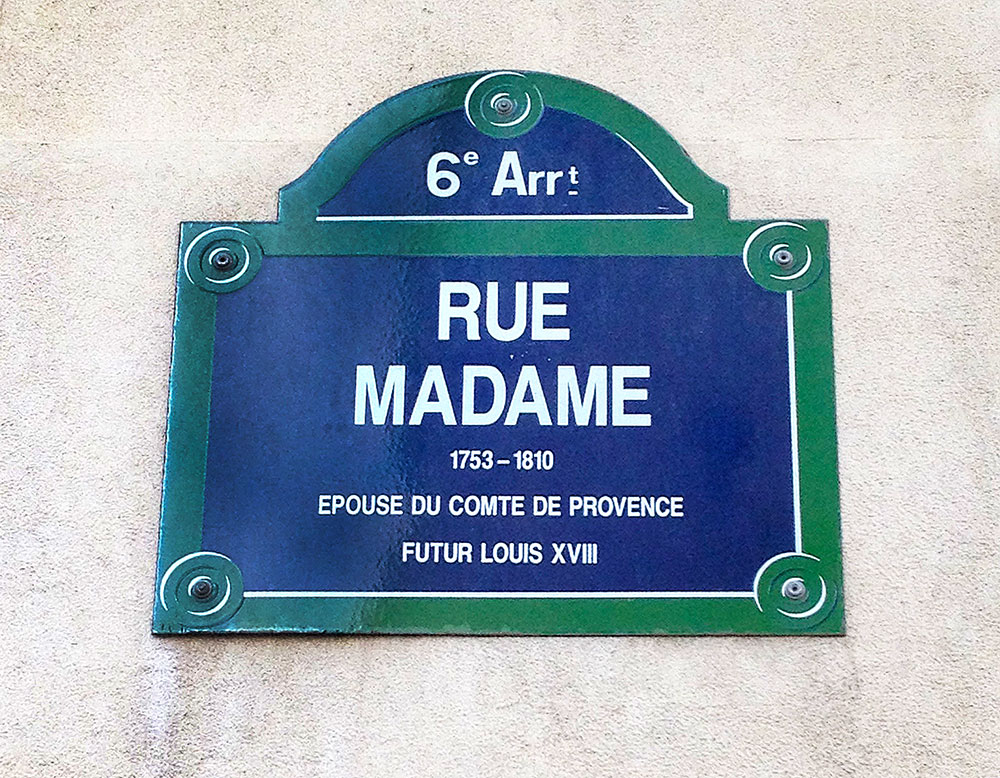 6e Arrt
RUE
MADAME
1753 – 1810
EPOUSE DU COMTE DE PROVENCE
FUTUR LOUIS XVIII